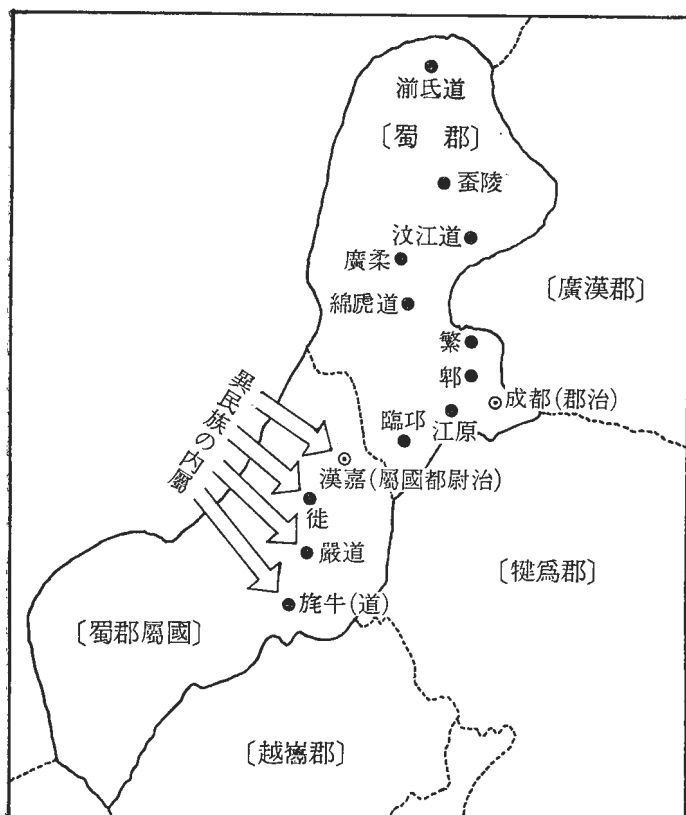 湔氐道
〔蜀　郡〕
蚕陵
汶江道
廣柔
〔廣漢郡〕
綿虒道
繁
郫
成都(郡治)
江原
臨邛
異民族の内屬
漢嘉(屬國都尉治)
徙
嚴道
〔犍爲郡〕
旄牛(道)
〔蜀郡屬國〕
〔越嶲郡〕